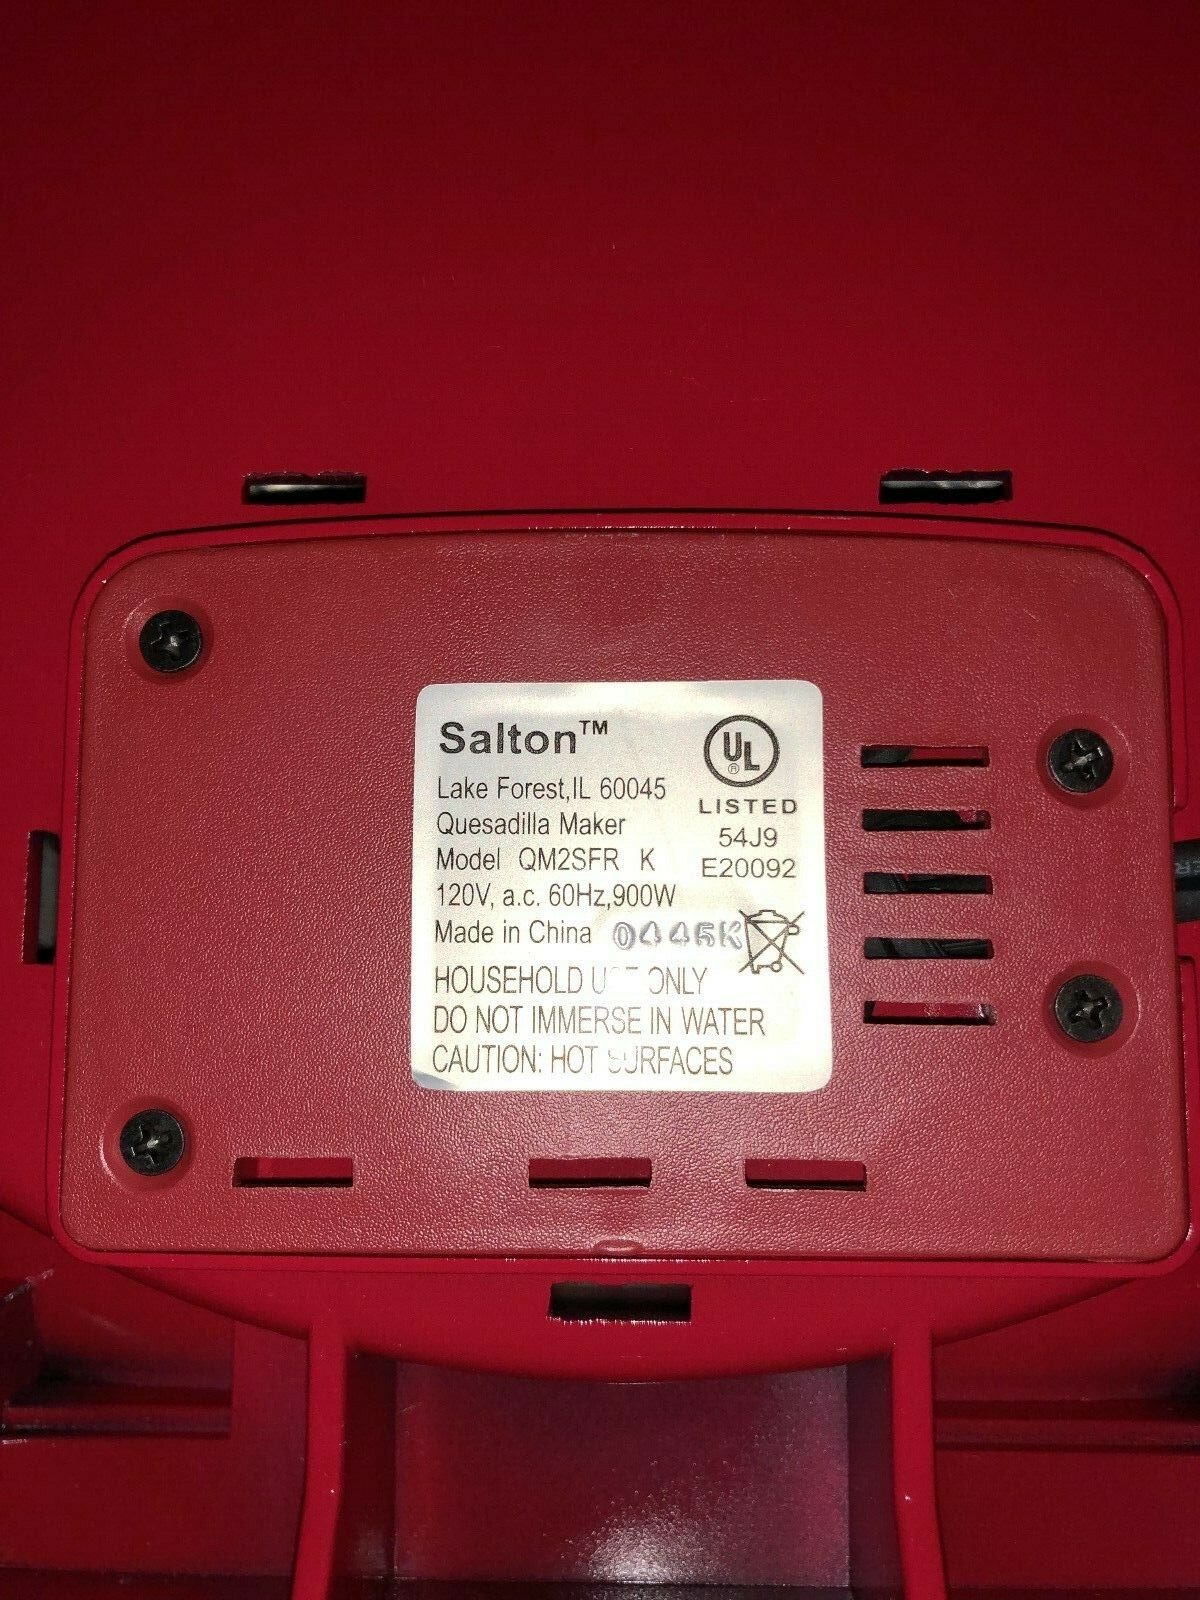 Salton™
Lake Forest,IL 60045
Quesadilla Maker
Model QM2SFR K
120V, a.c. 60Hz,900W
Made in China 0445K
HOUSEHOLD USE ONLY
DO NOT IMMERSE IN WATER
CAUTION: HOT SURFACES
UL
®
LISTED
54J9
E20092